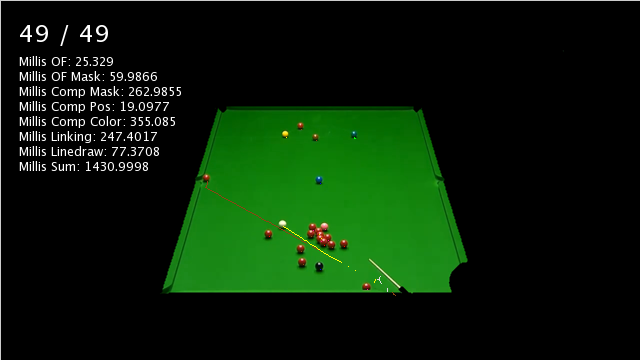 49 / 49
Millis OF: 25.329
Millis OF Mask: 59.9866
Millis Comp Mask: 262.9855
Millis Comp Pos: 19.0977
Millis Comp Color: 355.085
Millis Linking: 247.4017
Millis Linedraw: 77.3708
Millis Sum: 1430.9998